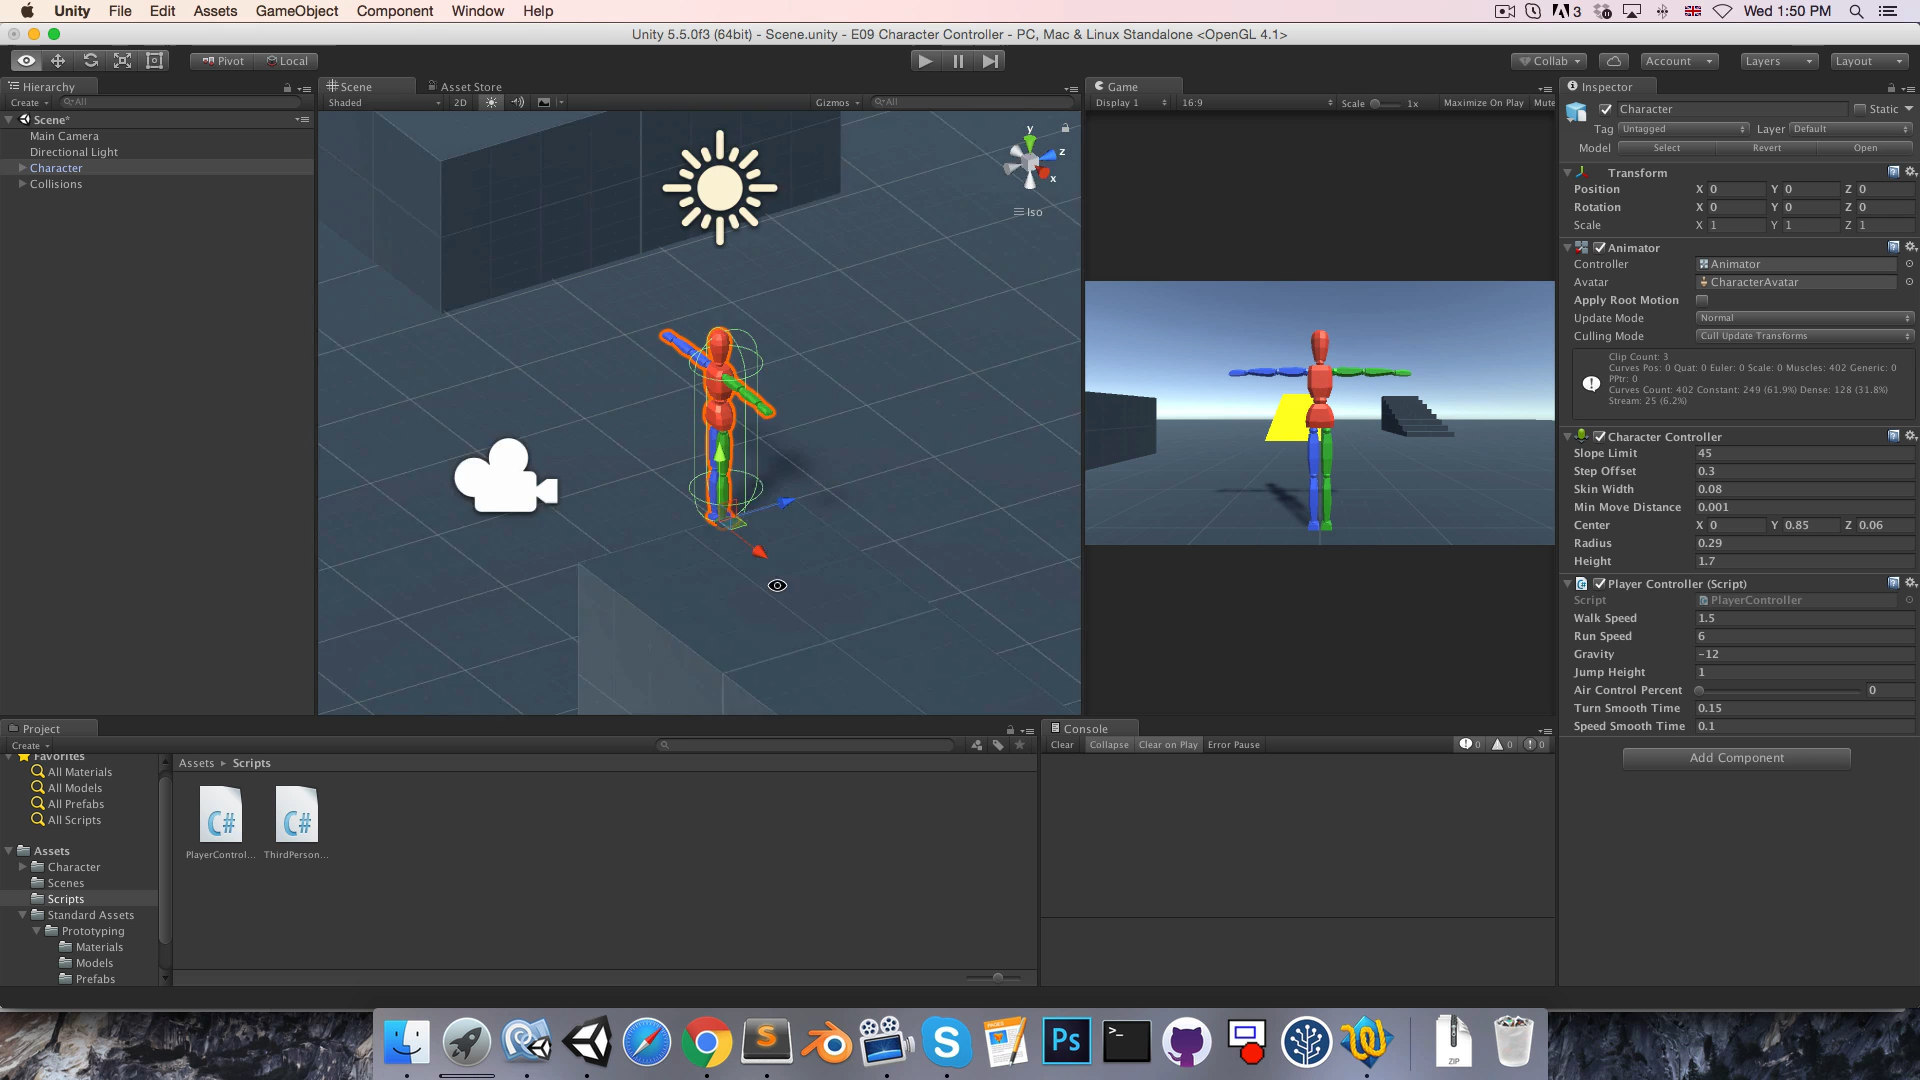 Unity File Edit Assets GameObject Component Window Help
3 Wed 1:50 PM
Unity 5.5.0f3 (64bit) - Scene.unity - E09 Character Controller - PC, Mac & Linux Standalone <OpenGL 4.1>
Pivot Local
Collab Account Layers Layout
Hierarchy
Create All
Scene*
Main Camera
Directional Light
Character
Collisions
Scene Asset Store
Shaded 2D Gizmos All
y
z
x
Iso
Game
Display 1 16:9 Scale 1x Maximize On Play Mute
Inspector
Character Static
Tag Untagged Layer Default
Model Select Revert Open
Transform
Position X 0 Y 0 Z 0
Rotation X 0 Y 0 Z 0
Scale X 1 Y 1 Z 1
Animator
Controller Animator
Avatar CharacterAvatar
Apply Root Motion
Update Mode Normal
Culling Mode Cull Update Transforms
Clip Count: 3
Curves Pos: 0 Quat: 0 Euler: 0 Scale: 0 Muscles: 402 Generic: 0
PPtr: 0
Curves Count: 402 Constant: 249 (61.9%) Dense: 128 (31.8%)
Stream: 25 (6.2%)
Character Controller
Slope Limit 45
Step Offset 0.3
Skin Width 0.08
Min Move Distance 0.001
Center X 0 Y 0.85 Z 0.06
Radius 0.29
Height 1.7
Player Controller (Script)
Script PlayerController
Walk Speed 1.5
Run Speed 6
Gravity -12
Jump Height 1
Air Control Percent 0
Turn Smooth Time 0.15
Speed Smooth Time 0.1
Add Component
Project
Create
Favorites
All Materials
All Models
All Prefabs
All Scripts
Assets
Character
Scenes
Scripts
Standard Assets
Prototyping
Materials
Models
Prefabs
Assets ▸ Scripts
C# C#
PlayerControl... ThirdPerson...
Console
Clear Collapse Clear on Play Error Pause 0 0 0
S
S
PAGES
Ps
>_
ZIP